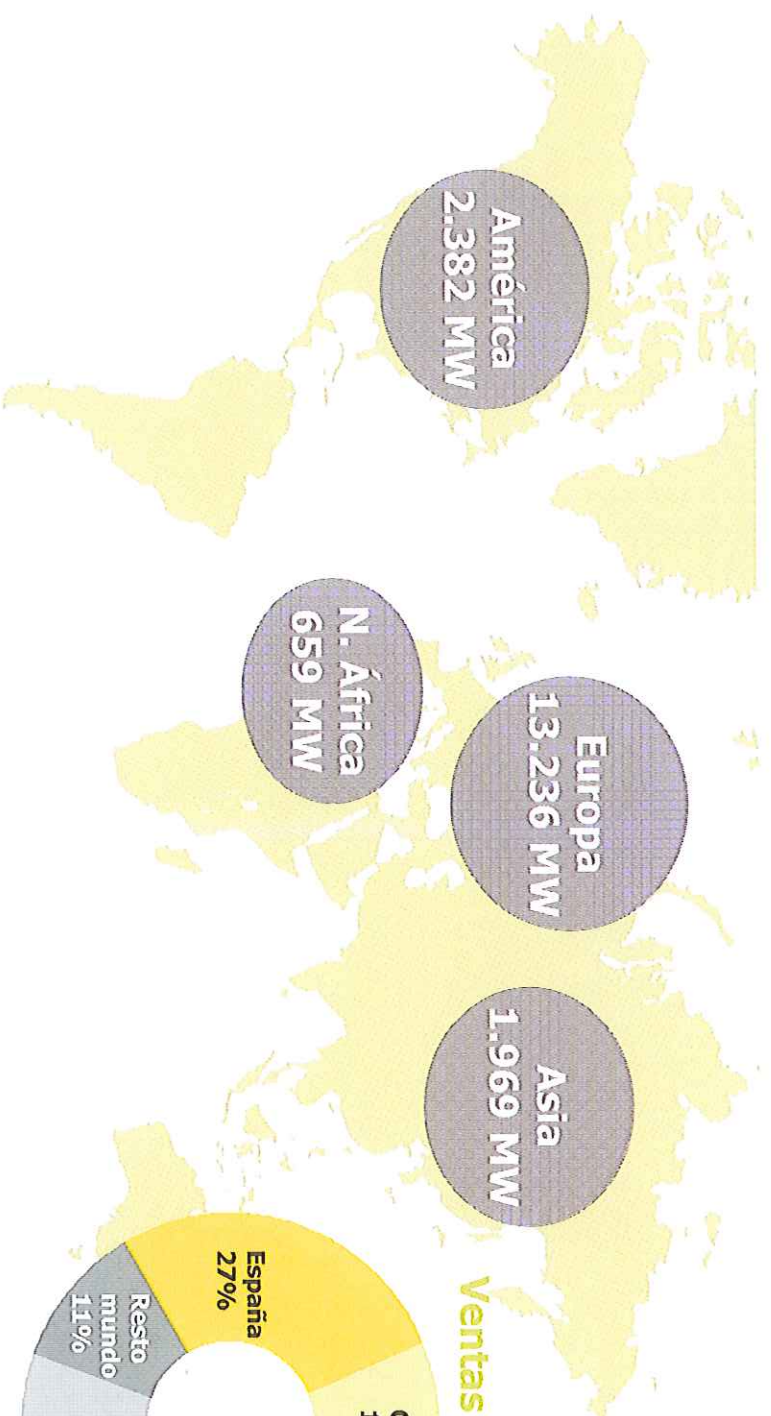 América
2.382 MW
N. África
659 MW
Europa
13.236 MW
Asia
1.969 MW
Ventas
España
27%
Resto
mundo
11%